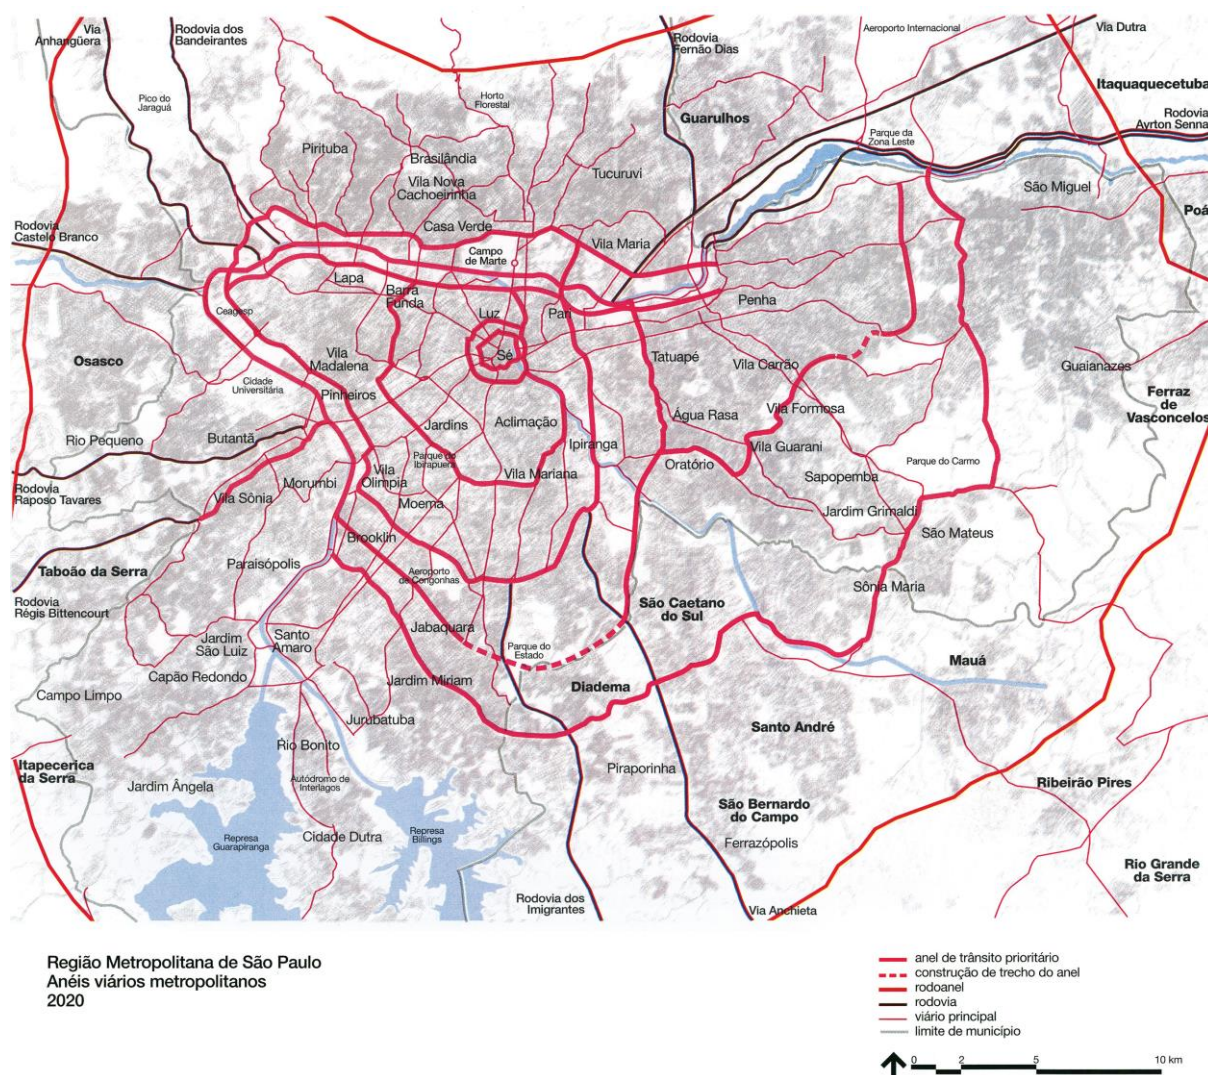 Via
Anhangüera
Rodovia dos
Bandeirantes
Rodovia
Fernão Dias
Aeroporto Internacional
Via Dutra
Itaquaquecetuba
Rodovia
Ayrton Senna
Pico do
Jaraguá
Horto
Florestal
Guarulhos
Parque da
Zona Leste
Pirituba
Brasilândia
Vila Nova
Cachoeirinha
Tucuruvi
São Miguel
Poá
Rodovia
Castelo Branco
Casa Verde
Campo
de Marte
Vila Maria
Lapa
Barra
Funda
Luz
Pari
Penha
Ceagesp
Osasco
Vila
Madalena
Sé
Tatuapé
Vila Carrão
Guaianazes
Cidade
Universitária
Pinheiros
Ferraz
de
Vasconcelos
Rio Pequeno
Butantã
Jardins
Aclimação
Água Rasa
Vila Formosa
Ipiranga
Vila Guarani
Parque do
Ibirapuera
Oratório
Parque do Carmo
Rodovia
Raposo Tavares
Vila Sônia
Morumbi
Vila
Olimpia
Vila Mariana
Sapopemba
Moema
Jardim Grimaldi
São Mateus
Brooklin
Taboão da Serra
Paraisópolis
Aeroporto
de Congonhas
Sônia Maria
Rodovia
Régis Bittencourt
São Caetano
do Sul
Jabaquara
Jardim
São Luiz
Santo
Amaro
Parque do
Estado
Mauá
Capão Redondo
Jardim Miriam
Diadema
Campo Limpo
Jurubatuba
Santo André
Rio Bonito
Itapecerica
da Serra
Piraporinha
Jardim Ângela
Autódromo de
Interlagos
Ribeirão Pires
São Bernardo
do Campo
Represa
Guarapiranga
Cidade Dutra
Represa
Billings
Ferrazópolis
Rio Grande
da Serra
Rodovia dos
Imigrantes
Via Anchieta
Região Metropolitana de São Paulo
Anéis viários metropolitanos
2020
anel de trânsito prioritário
construção de trecho do anel
rodoanel
rodovia
viário principal
limite de município
0 2 5 10 km